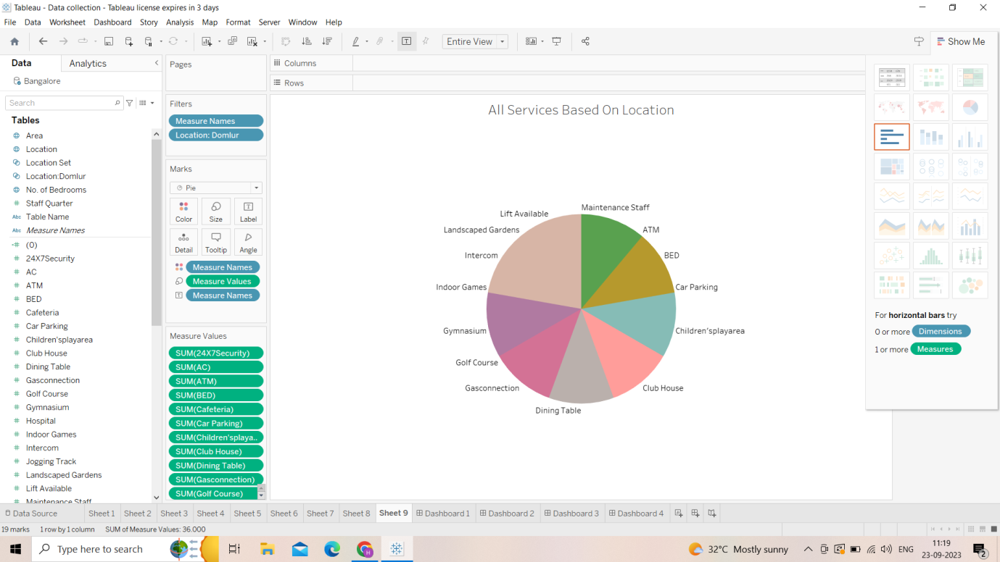 Tableau - Data collection - Tableau license expires in 3 days
File Data Worksheet Dashboard Story Analysis Map Format Server Window Help
Entire View
Show Me
Data Analytics
Bangalore
Search
Tables
Area
Location
Location Set
Location:Domlur
No. of Bedrooms
# Staff Quarter
Abc Table Name
Abc Measure Names
# (0)
# 24X7Security
# AC
# ATM
# BED
# Cafeteria
# Car Parking
# Children'splayarea
# Club House
# Dining Table
# Gasconnection
# Golf Course
# Gymnasium
# Hospital
# Indoor Games
# Intercom
# Jogging Track
# Landscaped Gardens
# Lift Available
# Maintenance Staff
Pages
Filters
Measure Names
Location: Domlur
Marks
Pie
Color Size Label
Detail Tooltip Angle
Measure Names
Measure Values
Measure Names
Measure Values
SUM(24X7Security)
SUM(AC)
SUM(ATM)
SUM(BED)
SUM(Cafeteria)
SUM(Car Parking)
SUM(Children'splaya..
SUM(Club House)
SUM(Dining Table)
SUM(Gasconnection)
SUM(Golf Course)
Columns
Rows
All Services Based On Location
Maintenance Staff
Lift Available
Landscaped Gardens
ATM
Intercom
BED
Indoor Games
Car Parking
Gymnasium
Children'splayarea
Golf Course
Gasconnection
Club House
Dining Table
For horizontal bars try
0 or more Dimensions
1 or more Measures
Data Source Sheet 1 Sheet 2 Sheet 3 Sheet 4 Sheet 5 Sheet 6 Sheet 7 Sheet 8 Sheet 9 Dashboard 1 Dashboard 2 Dashboard 3 Dashboard 4
19 marks 1 row by 1 column SUM of Measure Values: 36.000
Type here to search
32°C Mostly sunny
ENG
11:19
23-09-2023
2